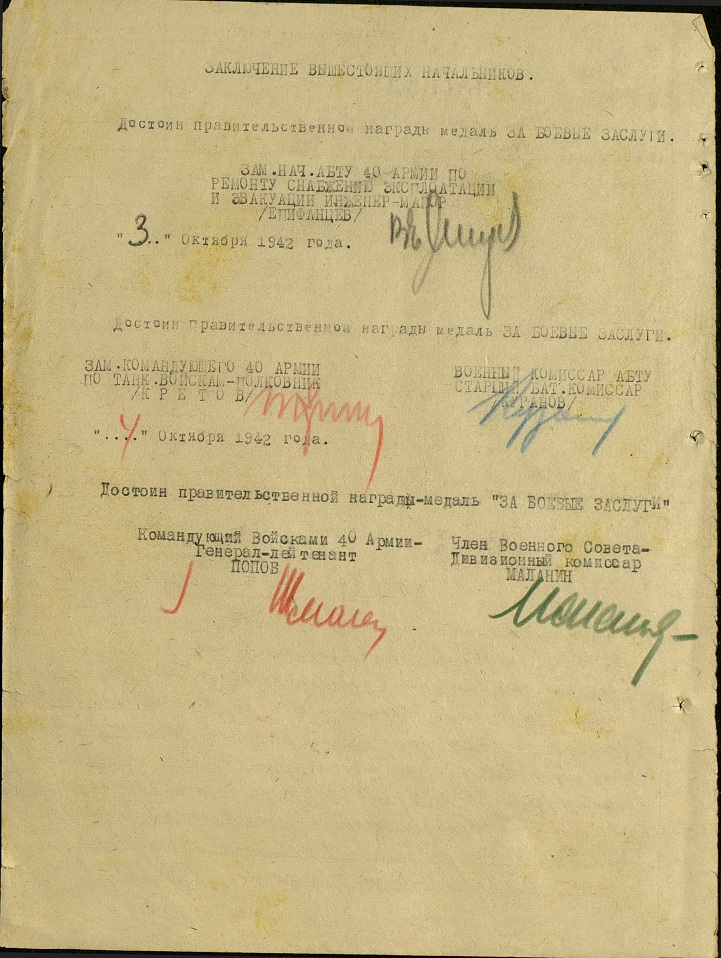 ЗАКЛЮЧЕНИЕ ВЫШЕСТОЯЩИХ НАЧАЛЬНИКОВ.
Достоин правительственной награды медаль ЗА БОЕВЫЕ ЗАСЛУГИ.
ЗАМ.НАЧ.АБТУ 40 АРМИИ ПО
РЕМОНТУ СНАБЖЕНИЮ ЭКСПЛОАТАЦИИ
И ЭВАКУАЦИИ ИНЖЕНЕР-МАЙОР
/ЕПИФАНЦЕВ/
"3.." Октября 1942 года.
Достоин правительственной награды медаль ЗА БОЕВЫЕ ЗАСЛУГИ.
ЗАМ.КОМАНДУЮЩЕГО 40 АРМИИ
ПО ТАНК.ВОЙСКАМ-ПОЛКОВНИК
/К Р Е Т О В/
"4" Октября 1942 года.
ВОЕННЫЙ КОМИССАР АБТУ
СТАРШИЙ БАТ.КОМИССАР
/КУРАНОВ/
Достоин правительственной награды-медаль "ЗА БОЕВЫЕ ЗАСЛУГИ"
Командующий Войсками 40 Армии-
Генерал-лейтенант
ПОПОВ
Член Военного Совета-
Дивизионный комиссар
МАЛАНИН